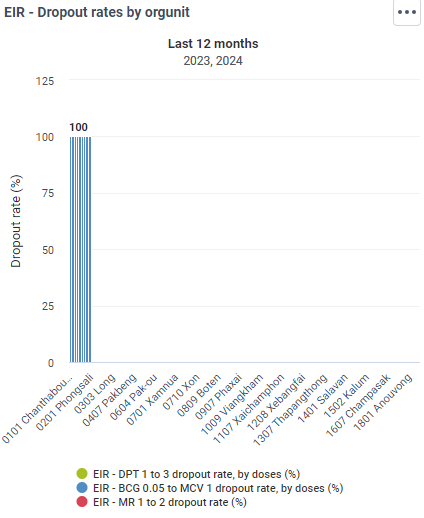 EIR - Dropout rates by orgunit
Last 12 months
2023, 2024
125
100
100
75
50
25
0
Dropout rate (%)
0101 Chanthabou...
0201 Phongsali
0303 Long
0407 Pakbeng
0604 Pak-ou
0701 Xamnua
0710 Xon
0809 Boten
0907 Phaxai
1009 Viangkham
1107 Xaichamphon
1208 Xebangfai
1307 Thapangthong
1401 Salavan
1502 Kalum
1607 Champasak
1801 Anouvong
EIR - DPT 1 to 3 dropout rate, by doses (%)
EIR - BCG 0.05 to MCV 1 dropout rate, by doses (%)
EIR - MR 1 to 2 dropout rate (%)